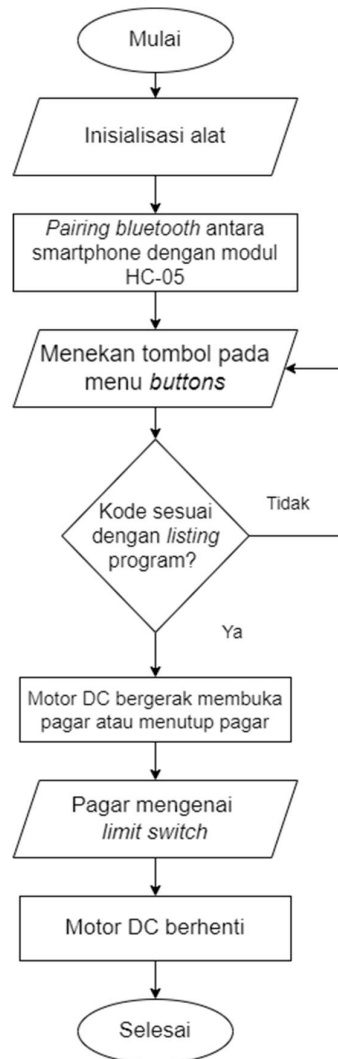 Mulai
Inisialisasi alat
Pairing bluetooth antara
smartphone dengan modul
HC-05
Menekan tombol pada
menu buttons
Kode sesuai
dengan listing
program?
Tidak
Ya
Motor DC bergerak membuka
pagar atau menutup pagar
Pagar mengenai
limit switch
Motor DC berhenti
Selesai